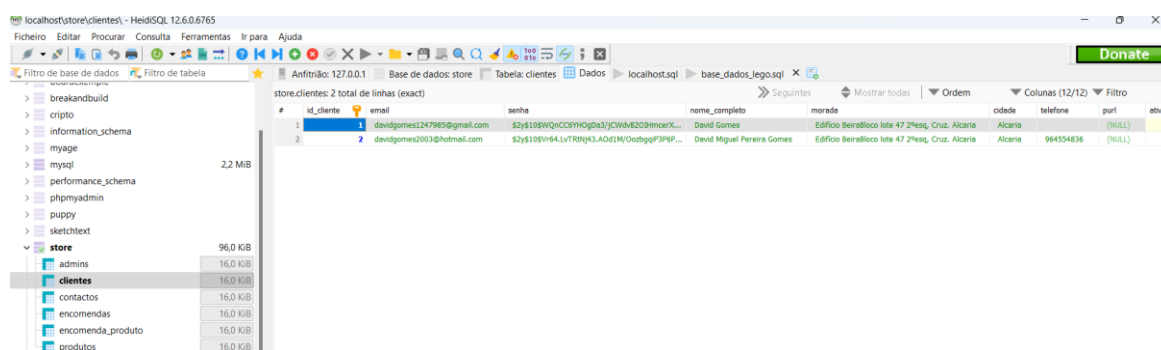 localhost\store\clientes\ - HeidiSQL 12.6.0.6765
Ficheiro Editar Procurar Consulta Ferramentas Ir para Ajuda
Donate
Filtro de base de dados Filtro de tabela Anfitrião: 127.0.0.1 Base de dados: store Tabela: clientes Dados localhost.sql base_dados_lego.sql
store.clientes: 2 total de linhas (exact) Seguintes Mostrar todas Ordem Colunas (12/12) Filtro
# id_cliente email senha nome_completo morada cidade telefone purl
1 1 davidgomes1247985@gmail.com David Gomes Edifício BeiraBloco lote 47 2ºesq, Cruz. Alcaria Alcaria (NULL)
2 2 davidgomes2003@hotmail.com David Miguel Pereira Gomes Edifício BeiraBloco lote 47 2ºesq, Cruz. Alcaria Alcaria 964554836 (NULL)
breakandbuild
cripto
information_schema
myage
mysql 2,2 MiB
performance_schema
phpmyadmin
puppy
sketchtext
store 96,0 KiB
admins 16,0 KiB
clientes 16,0 KiB
contactos 16,0 KiB
encomendas 16,0 KiB
encomenda_produto 16,0 KiB
produtos 16,0 KiB